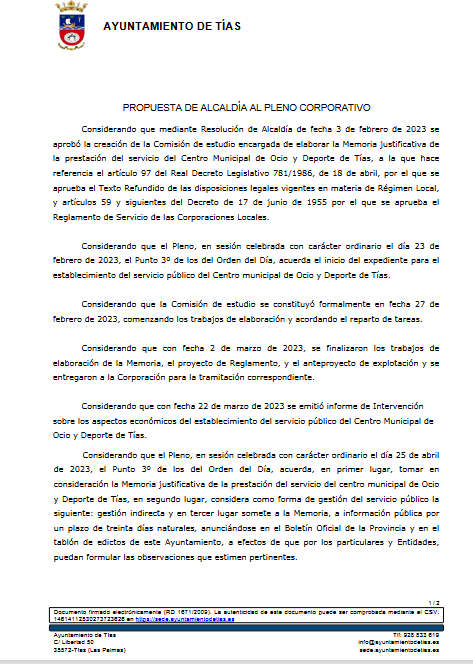 AYUNTAMIENTO DE TÍAS
PROPUESTA DE ALCALDÍA AL PLENO CORPORATIVO
Considerando que mediante Resolución de Alcaldía de fecha 3 de febrero de 2023 se
aprobó la creación de la Comisión de estudio encargada de elaborar la Memoria justificativa de
la prestación del servicio del Centro Municipal de Ocio y Deporte de Tías, a la que hace
referencia el artículo 97 del Real Decreto Legislativo 781/1986, de 18 de abril, por el que se
aprueba el Texto Refundido de las disposiciones legales vigentes en materia de Régimen Local,
y artículos 59 y siguientes del Decreto de 17 de junio de 1955 por el que se aprueba el
Reglamento de Servicio de las Corporaciones Locales.
Considerando que el Pleno, en sesión celebrada con carácter ordinario el día 23 de
febrero de 2023, el Punto 3º de los del Orden del Día, acuerda el inicio del expediente para el
establecimiento del servicio público del Centro municipal de Ocio y Deporte de Tías.
Considerando que la Comisión de estudio se constituyó formalmente en fecha 27 de
febrero de 2023, comenzando los trabajos de elaboración y acordando el reparto de tareas.
Considerando que con fecha 2 de marzo de 2023, se finalizaron los trabajos de
elaboración de la Memoria, el proyecto de Reglamento, y el anteproyecto de explotación y se
entregaron a la Corporación para la tramitación correspondiente.
Considerando que con fecha 22 de marzo de 2023 se emitió informe de Intervención
sobre los aspectos económicos del establecimiento del servicio público del Centro Municipal de
Ocio y Deporte de Tías.
Considerando que el Pleno, en sesión celebrada con carácter ordinario el día 25 de abril
de 2023, el Punto 3º de los del Orden del Día, acuerda, en primer lugar, tomar en
consideración la Memoria justificativa de la prestación del servicio del centro municipal de Ocio
y Deporte de Tías, en segundo lugar, considera como forma de gestión del servicio público la
siguiente: gestión indirecta y en tercer lugar somete a la Memoria, a información pública por
un plazo de treinta días naturales, anunciándose en el Boletín Oficial de la Provincia y en el
tablón de edictos de este Ayuntamiento, a efectos de que por los particulares y Entidades,
puedan formular las observaciones que estimen pertinentes.
1 / 2
Documento firmado electrónicamente (RD 1671/2009). La autenticidad de este documento puede ser comprobada mediante el CSV:
14614112530272723626 en https://sede.ayuntamientodetias.es
Ayuntamiento de Tías
Tlf. 928 833 619
C/ Libertad 50
info@ayuntamientodetias.es
35572-Tías (Las Palmas)
sede.ayuntamientodetias.es